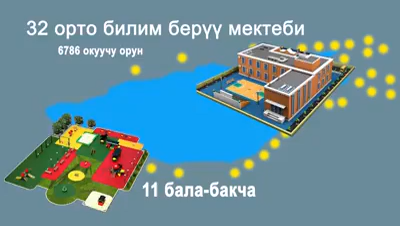 32 орто билим берүү мектеби
6786 окуучу орун
11 бала-бакча